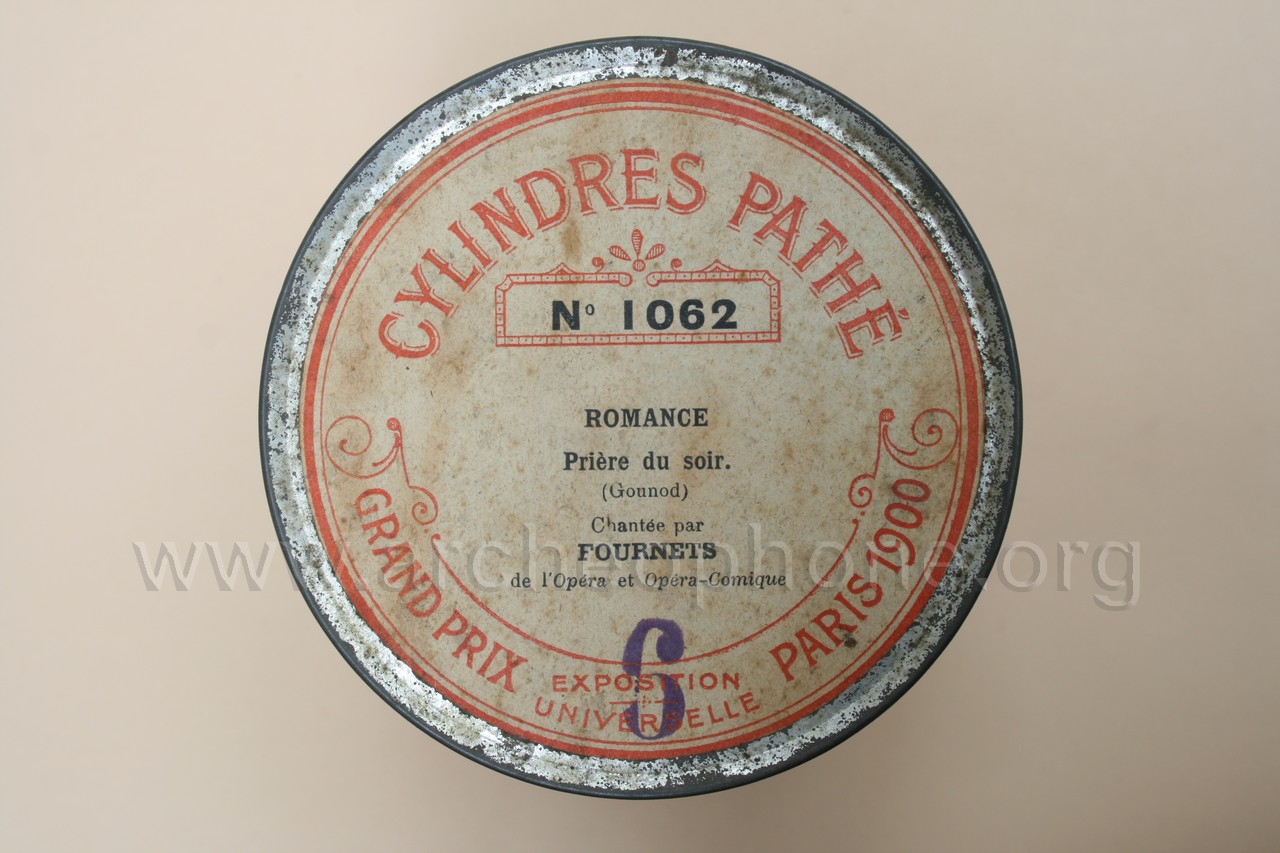 CYLINDRES PATHÉ
Nº 1062
ROMANCE
Prière du soir.
(Gounod)
Chantée par
FOURNETS
de l'Opéra et Opéra-Comique
GRAND PRIX
EXPOSITION
UNIVERSELLE
PARIS 1900
6
www.archeophone.org